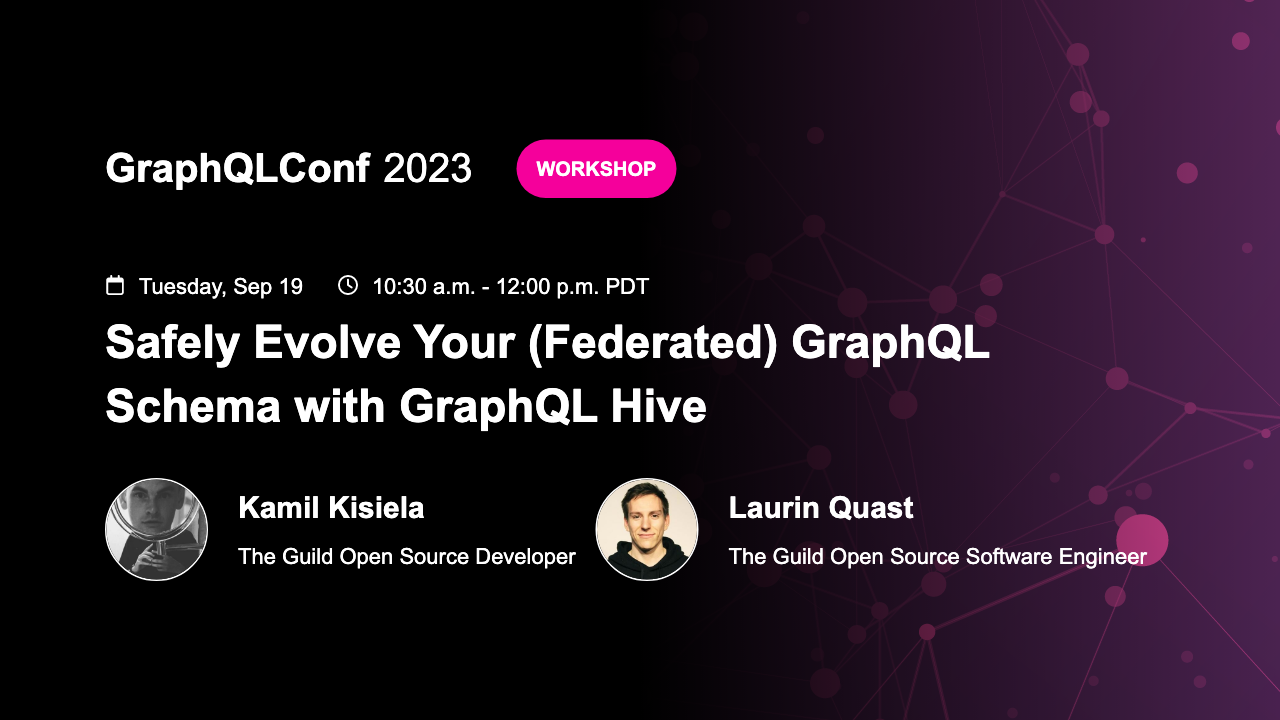 GraphQLConf 2023 WORKSHOP
Tuesday, Sep 19 10:30 a.m. - 12:00 p.m. PDT
Safely Evolve Your (Federated) GraphQL
Schema with GraphQL Hive
Kamil Kisiela
The Guild Open Source Developer
Laurin Quast
The Guild Open Source Software Engineer